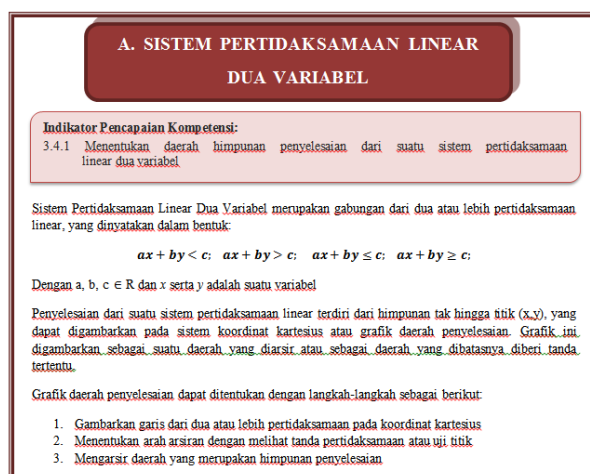 A. SISTEM PERTIDAKSAMAAN LINEAR
DUA VARIABEL
Indikator Pencapaian Kompetensi:
3.4.1 Menentukan daerah himpunan penyelesaian dari suatu sistem pertidaksamaan
linear dua variabel
Sistem Pertidaksamaan Linear Dua Variabel merupakan gabungan dari dua atau lebih pertidaksamaan
linear, yang dinyatakan dalam bentuk:
ax + by < c; ax + by > c; ax + by ≤ c; ax + by ≥ c;
Dengan a, b, c ∈ R dan x serta y adalah suatu variabel
Penyelesaian dari suatu sistem pertidaksamaan linear terdiri dari himpunan tak hingga titik (x,y), yang
dapat digambarkan pada sistem koordinat kartesius atau grafik daerah penyelesaian. Grafik ini
digambarkan sebagai suatu daerah yang diarsir atau sebagai daerah yang dibatasnya diberi tanda
tertentu.
Grafik daerah penyelesaian dapat ditentukan dengan langkah-langkah sebagai berikut:
1. Gambarkan garis dari dua atau lebih pertidaksamaan pada koordinat kartesius
2. Menentukan arah arsiran dengan melihat tanda pertidaksamaan atau uji titik
3. Mengarsir daerah yang merupakan himpunan penyelesaian